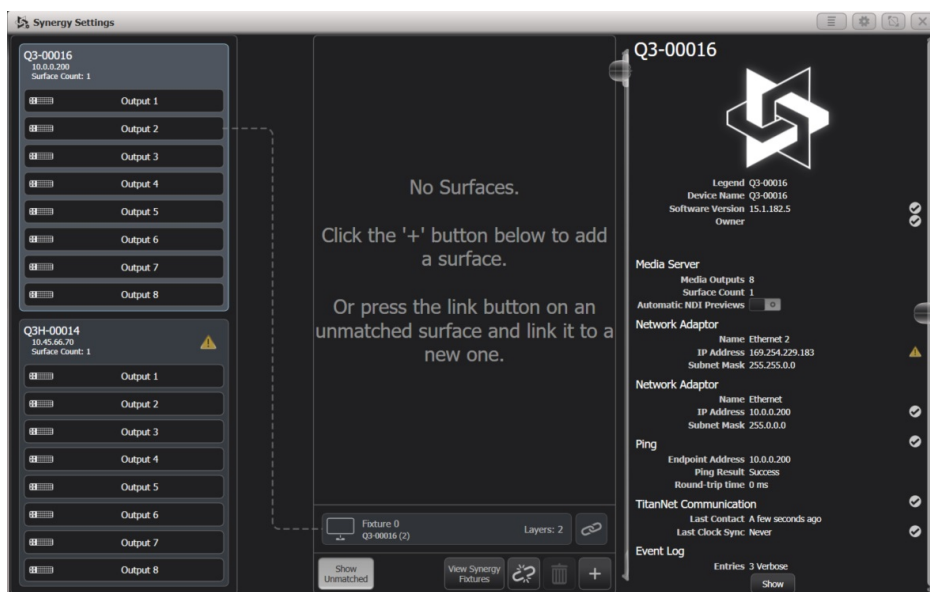 Synergy Settings
Q3-00016
10.0.0.200
Surface Count: 1
Output 1
Output 2
Output 3
Output 4
Output 5
Output 6
Output 7
Output 8
Q3H-00014
10.45.66.70
Surface Count: 1
Output 1
Output 2
Output 3
Output 4
Output 5
Output 6
Output 7
Output 8
No Surfaces.
Click the '+' button below to add
a surface.
Or press the link button on an
unmatched surface and link it to a
new one.
Fixture 0
Q3-00016 (2)
Layers: 2
Show
Unmatched
View Synergy
Fixtures
+
Q3-00016
Legend Q3-00016
Device Name Q3-00016
Software Version 15.1.182.5
Owner
Media Server
Media Outputs 8
Surface Count 1
Automatic NDI Previews
Network Adaptor
Name Ethernet 2
IP Address 169.254.229.183
Subnet Mask 255.255.0.0
Network Adaptor
Name Ethernet
IP Address 10.0.0.200
Subnet Mask 255.0.0.0
Ping
Endpoint Address 10.0.0.200
Ping Result Success
Round-trip time 0 ms
TitanNet Communication
Last Contact A few seconds ago
Last Clock Sync Never
Event Log
Entries 3 Verbose
Show